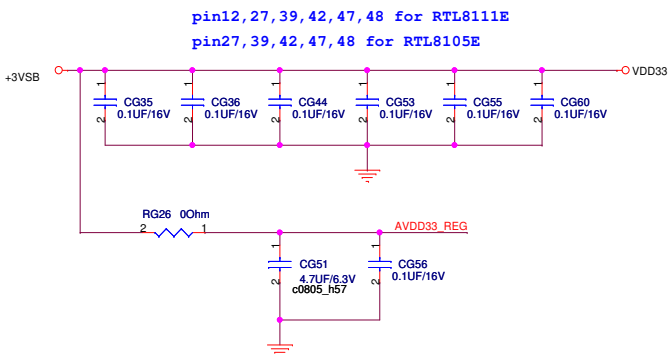 pin12,27,39,42,47,48 for RTL8111E
pin27,39,42,47,48 for RTL8105E
+3VSB
VDD33
1 1 1 1 1 1
CG35 CG36 CG44 CG53 CG55 CG60
0.1UF/16V 0.1UF/16V 0.1UF/16V 0.1UF/16V 0.1UF/16V 0.1UF/16V
2 2 2 2 2 2
RG26 0Ohm
2 1
AVDD33_REG
1 1
CG51 CG56
4.7UF/6.3V 0.1UF/16V
2 2
c0805_h57